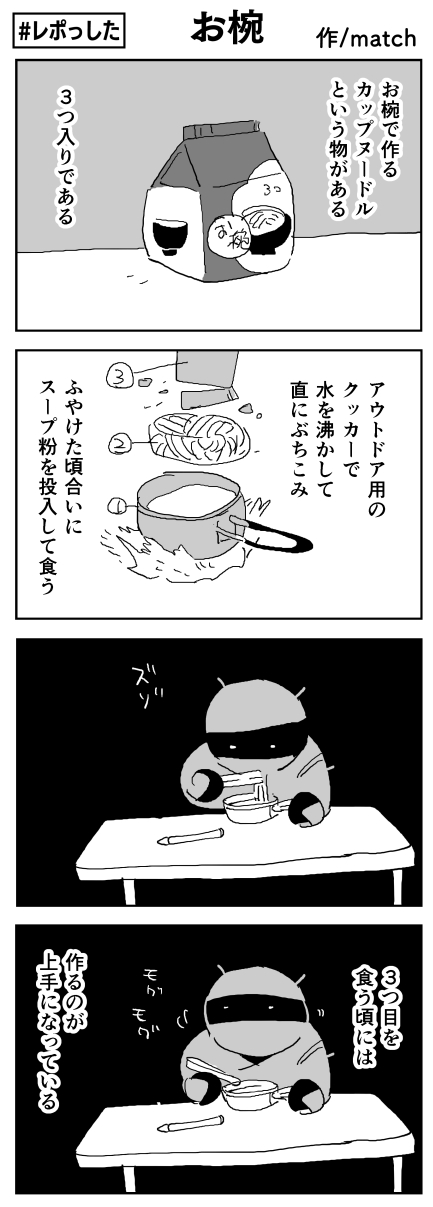 #レポっした
お椀
作/match
お椀で作る
カップヌードル
という物がある
3つ入りである
3つ
お椀
アウトドア用の
クッカーで
水を沸かして
直にぶちこみ
3
2
ふやけた頃合いに
スープ粉を投入して食う
ズゾ
3つ目を
食う頃には
モグ
モグ
作るのが
上手になっている